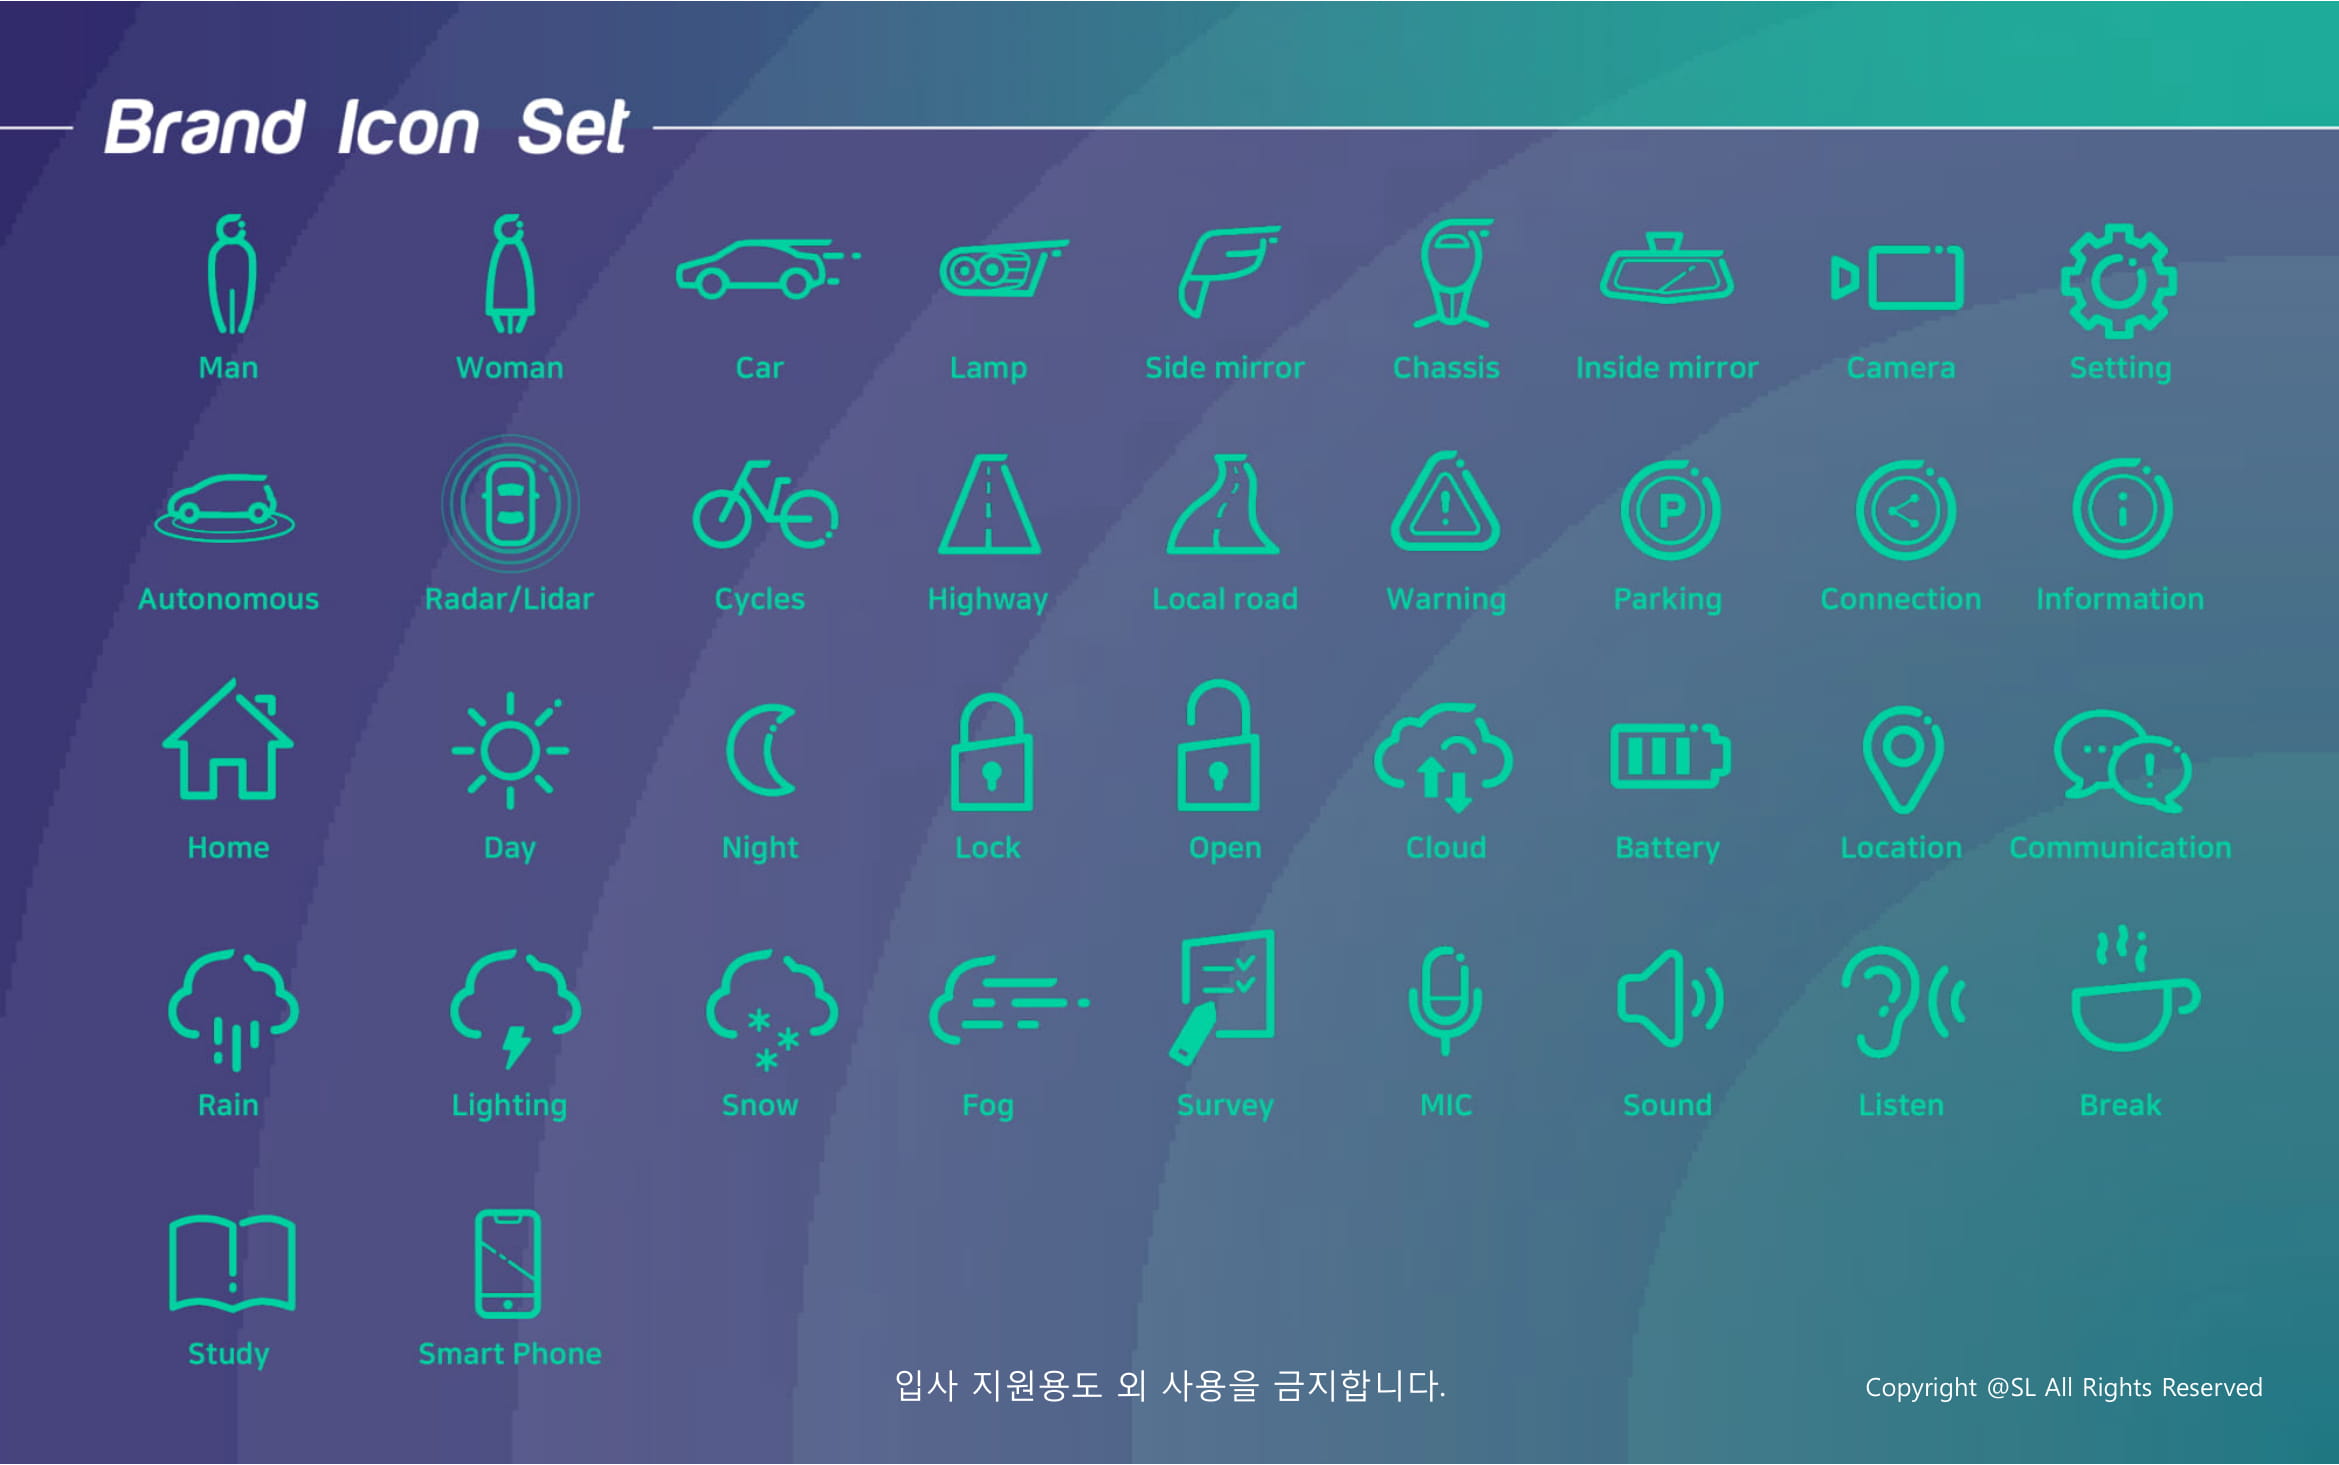 Brand Icon Set
Man Woman Car Lamp Side mirror Chassis Inside mirror Camera Setting
Autonomous Radar/Lidar Cycles Highway Local road Warning Parking Connection Information
Home Day Night Lock Open Cloud Battery Location Communication
Rain Lighting Snow Fog Survey MIC Sound Listen Break
Study Smart Phone
입사 지원용도 외 사용을 금지합니다.
Copyright @SL All Rights Reserved